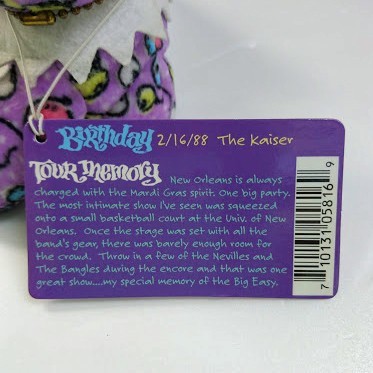 Birthday 2/16/88 The Kaiser
Tour Memory New Orleans is always
charged with the Mardi Gras spirit. One big party.
The most intimate show I've seen was squeezed
onto a small basketball court at the Univ. of New
Orleans. Once the stage was set with all the
band's gear, there was barely enough room for
the crowd. Throw in a few of the Nevilles and
The Bangles during the encore and that was one
great show....my special memory of the Big Easy.
7 10131 05816 9